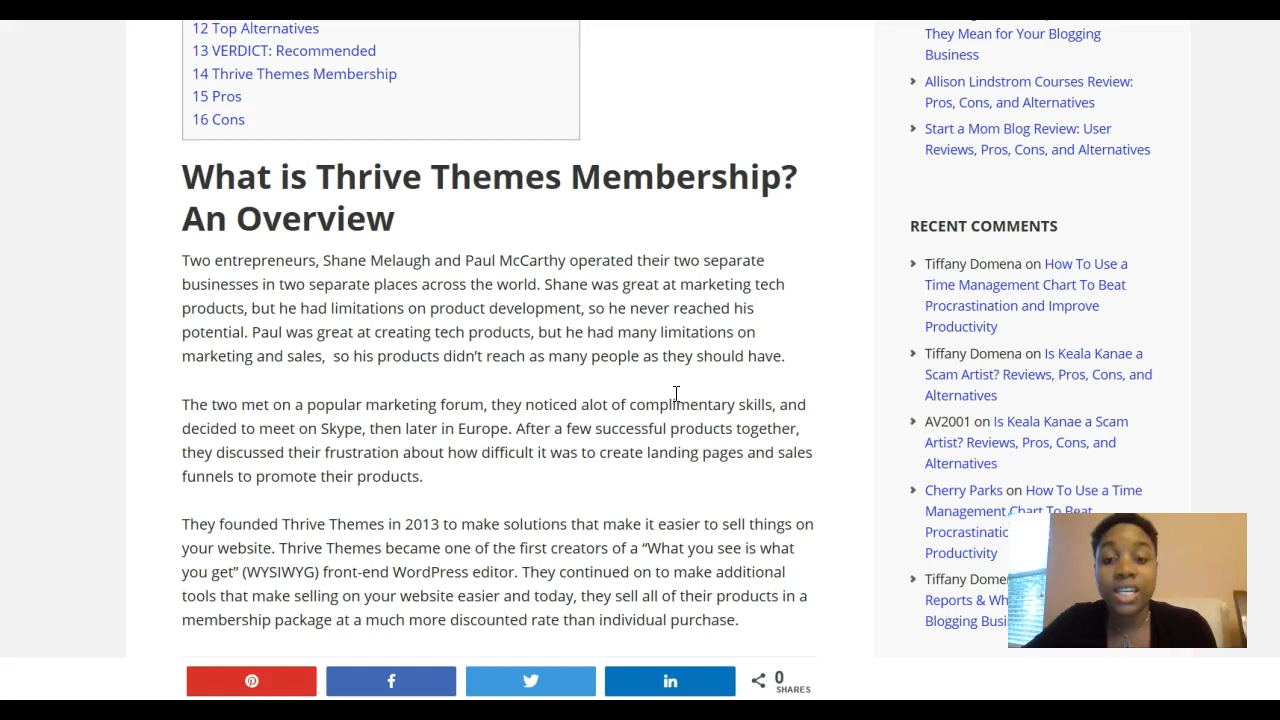 12 Top Alternatives
13 VERDICT: Recommended
14 Thrive Themes Membership
15 Pros
16 Cons
What is Thrive Themes Membership?
An Overview
Two entrepreneurs, Shane Melaugh and Paul McCarthy operated their two separate
businesses in two separate places across the world. Shane was great at marketing tech
products, but he had limitations on product development, so he never reached his
potential. Paul was great at creating tech products, but he had many limitations on
marketing and sales,  so his products didn't reach as many people as they should have.
The two met on a popular marketing forum, they noticed alot of complimentary skills, and
decided to meet on Skype, then later in Europe. After a few successful products together,
they discussed their frustration about how difficult it was to create landing pages and sales
funnels to promote their products.
They founded Thrive Themes in 2013 to make solutions that make it easier to sell things on
your website. Thrive Themes became one of the first creators of a “What you see is what
you get” (WYSIWYG) front-end WordPress editor. They continued on to make additional
tools that make selling on your website easier and today, they sell all of their products in a
membership package at a much more discounted rate than individual purchase.
0
SHARES
They Mean for Your Blogging
Business
Allison Lindstrom Courses Review:
Pros, Cons, and Alternatives
Start a Mom Blog Review: User
Reviews, Pros, Cons, and Alternatives
RECENT COMMENTS
Tiffany Domena on How To Use a
Time Management Chart To Beat
Procrastination and Improve
Productivity
Tiffany Domena on Is Keala Kanae a
Scam Artist? Reviews, Pros, Cons, and
Alternatives
AV2001 on Is Keala Kanae a Scam
Artist? Reviews, Pros, Cons, and
Alternatives
Cherry Parks on How To Use a Time
Management Chart To Beat
Procrastinatio
Productivity
Tiffany Dome
Reports & Wh
Blogging Busi